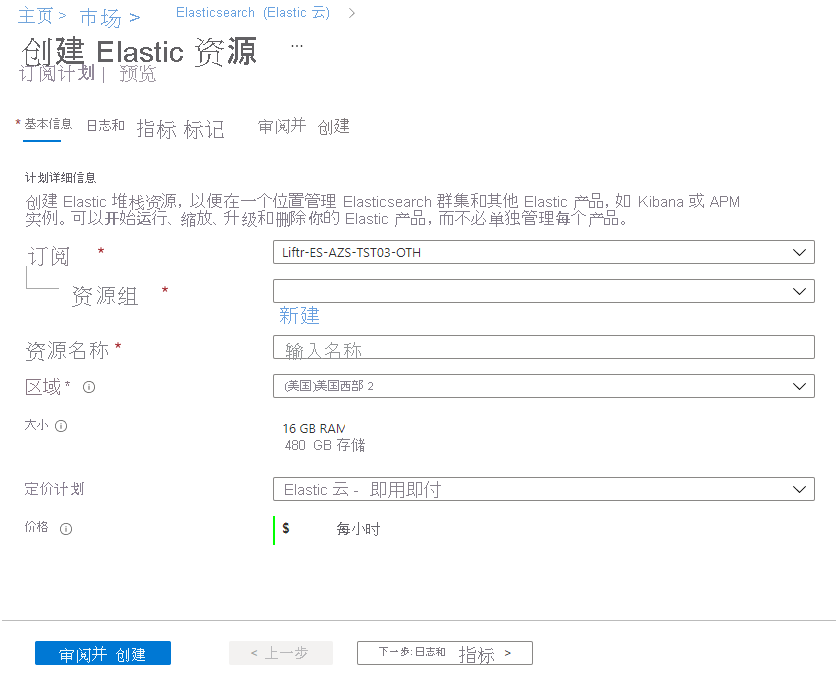 主页 > 市场 > Elasticsearch (Elastic 云) >
创建 Elastic 资源 ...
订阅计划 | 预览
* 基本信息 日志和 指标 标记 审阅并 创建
计划详细信息
创建 Elastic 堆栈资源，以便在一个位置管理 Elasticsearch 群集和其他 Elastic 产品，如 Kibana 或 APM
实例。可以开始运行、缩放、升级和删除你的 Elastic 产品，而不必单独管理每个产品。
订阅 * Liftr-ES-AZS-TST03-OTH
资源组 *
新建
资源名称 * 输入名称
区域 * (美国)美国西部 2
大小 16 GB RAM
480 GB 存储
定价计划 Elastic 云 - 即用即付
价格 $ 每小时
审阅并 创建 < 上一步 下一步: 日志和 指标 >